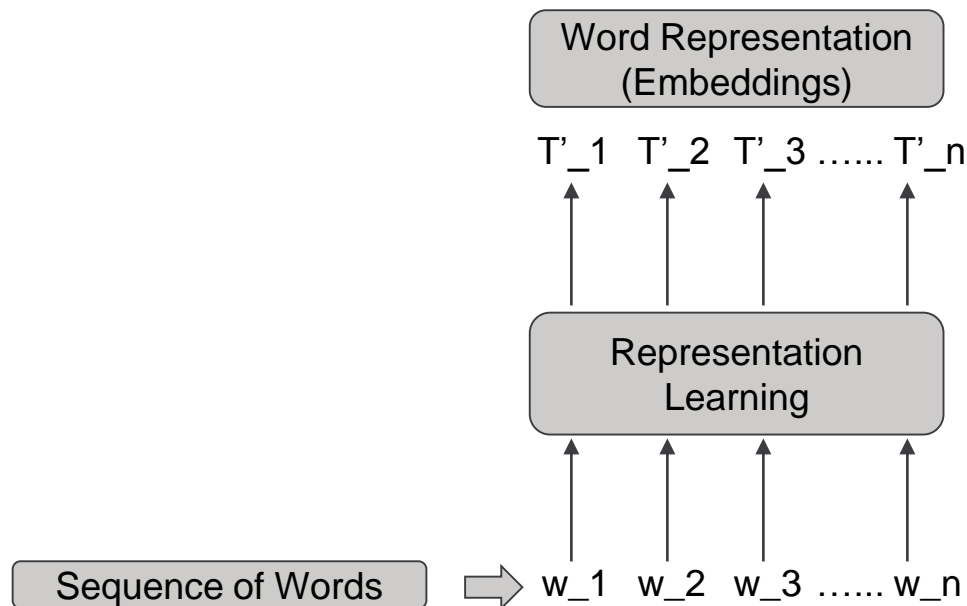 Word Representation
(Embeddings)
T’_1 T’_2 T’_3 …... T’_n
Representation
Learning
Sequence of Words
w_1 w_2 w_3 …... w_n